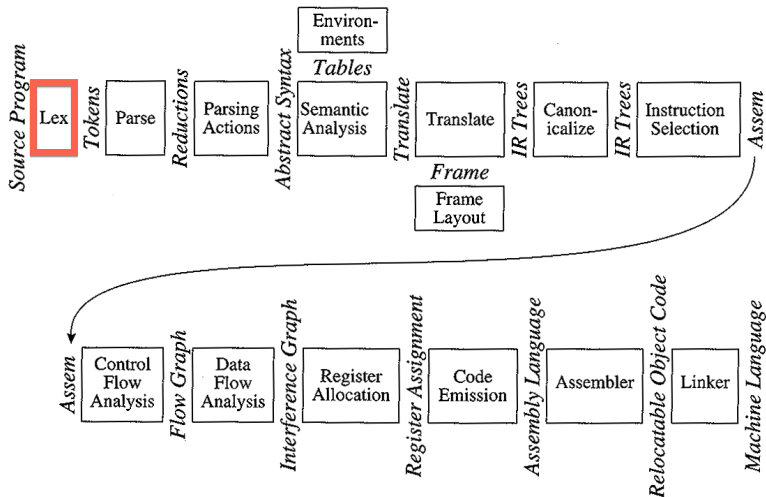 Environ-
ments
Tables
Source Program
Lex
Tokens
Parse
Reductions
Parsing
Actions
Abstract Syntax
Semantic
Analysis
Translate
Translate
IR Trees
Canon-
icalize
IR Trees
Instruction
Selection
Assem
Frame
Frame
Layout
Assem
Control
Flow
Analysis
Flow Graph
Data
Flow
Analysis
Interference Graph
Register
Allocation
Register Assignment
Code
Emission
Assembly Language
Assembler
Relocatable Object Code
Linker
Machine Language